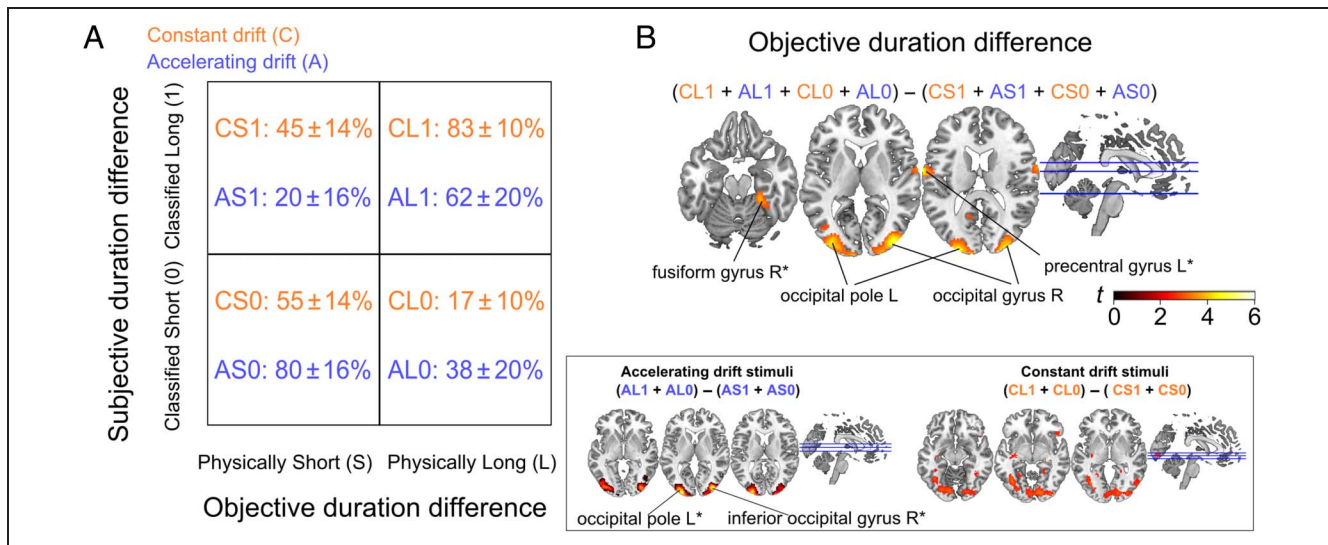 A
Constant drift (C)
Accelerating drift (A)
Subjective duration difference
Classified Long (1)
Classified Short (0)
CS1: 45 ± 14%
CL1: 83 ± 10%
AS1: 20 ± 16%
AL1: 62 ± 20%
CS0: 55 ± 14%
CL0: 17 ± 10%
AS0: 80 ± 16%
AL0: 38 ± 20%
Physically Short (S)
Physically Long (L)
Objective duration difference
B
Objective duration difference
(CL1 + AL1 + CL0 + AL0) – (CS1 + AS1 + CS0 + AS0)
fusiform gyrus R*
occipital pole L
occipital gyrus R
precentral gyrus L*
t
0 2 4 6
Accelerating drift stimuli
(AL1 + AL0) – (AS1 + AS0)
occipital pole L*
inferior occipital gyrus R*
Constant drift stimuli
(CL1 + CL0) – ( CS1 + CS0)